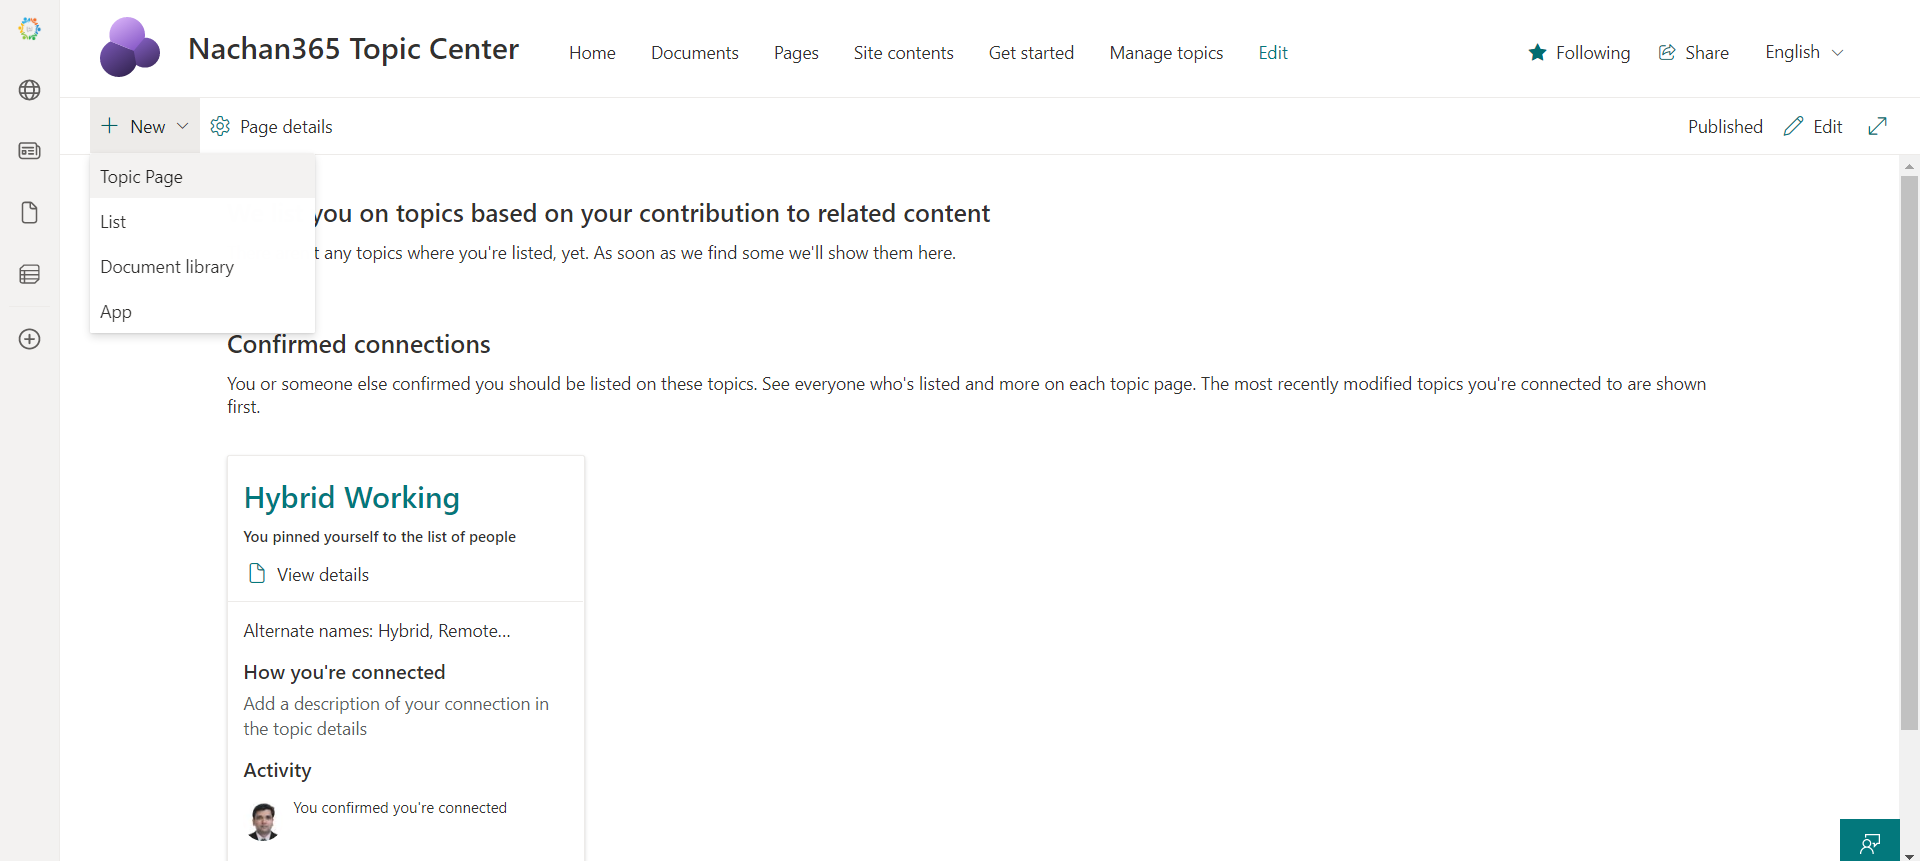 Nachan365 Topic Center
Home
Documents
Pages
Site contents
Get started
Manage topics
Edit
Following
Share
English
New
Page details
Published
Edit
Topic Page
List
Document library
App
you on topics based on your contribution to related content
any topics where you're listed, yet. As soon as we find some we'll show them here.
Confirmed connections
You or someone else confirmed you should be listed on these topics. See everyone who's listed and more on each topic page. The most recently modified topics you're connected to are shown
first.
Hybrid Working
You pinned yourself to the list of people
View details
Alternate names: Hybrid, Remote...
How you're connected
Add a description of your connection in
the topic details
Activity
You confirmed you're connected